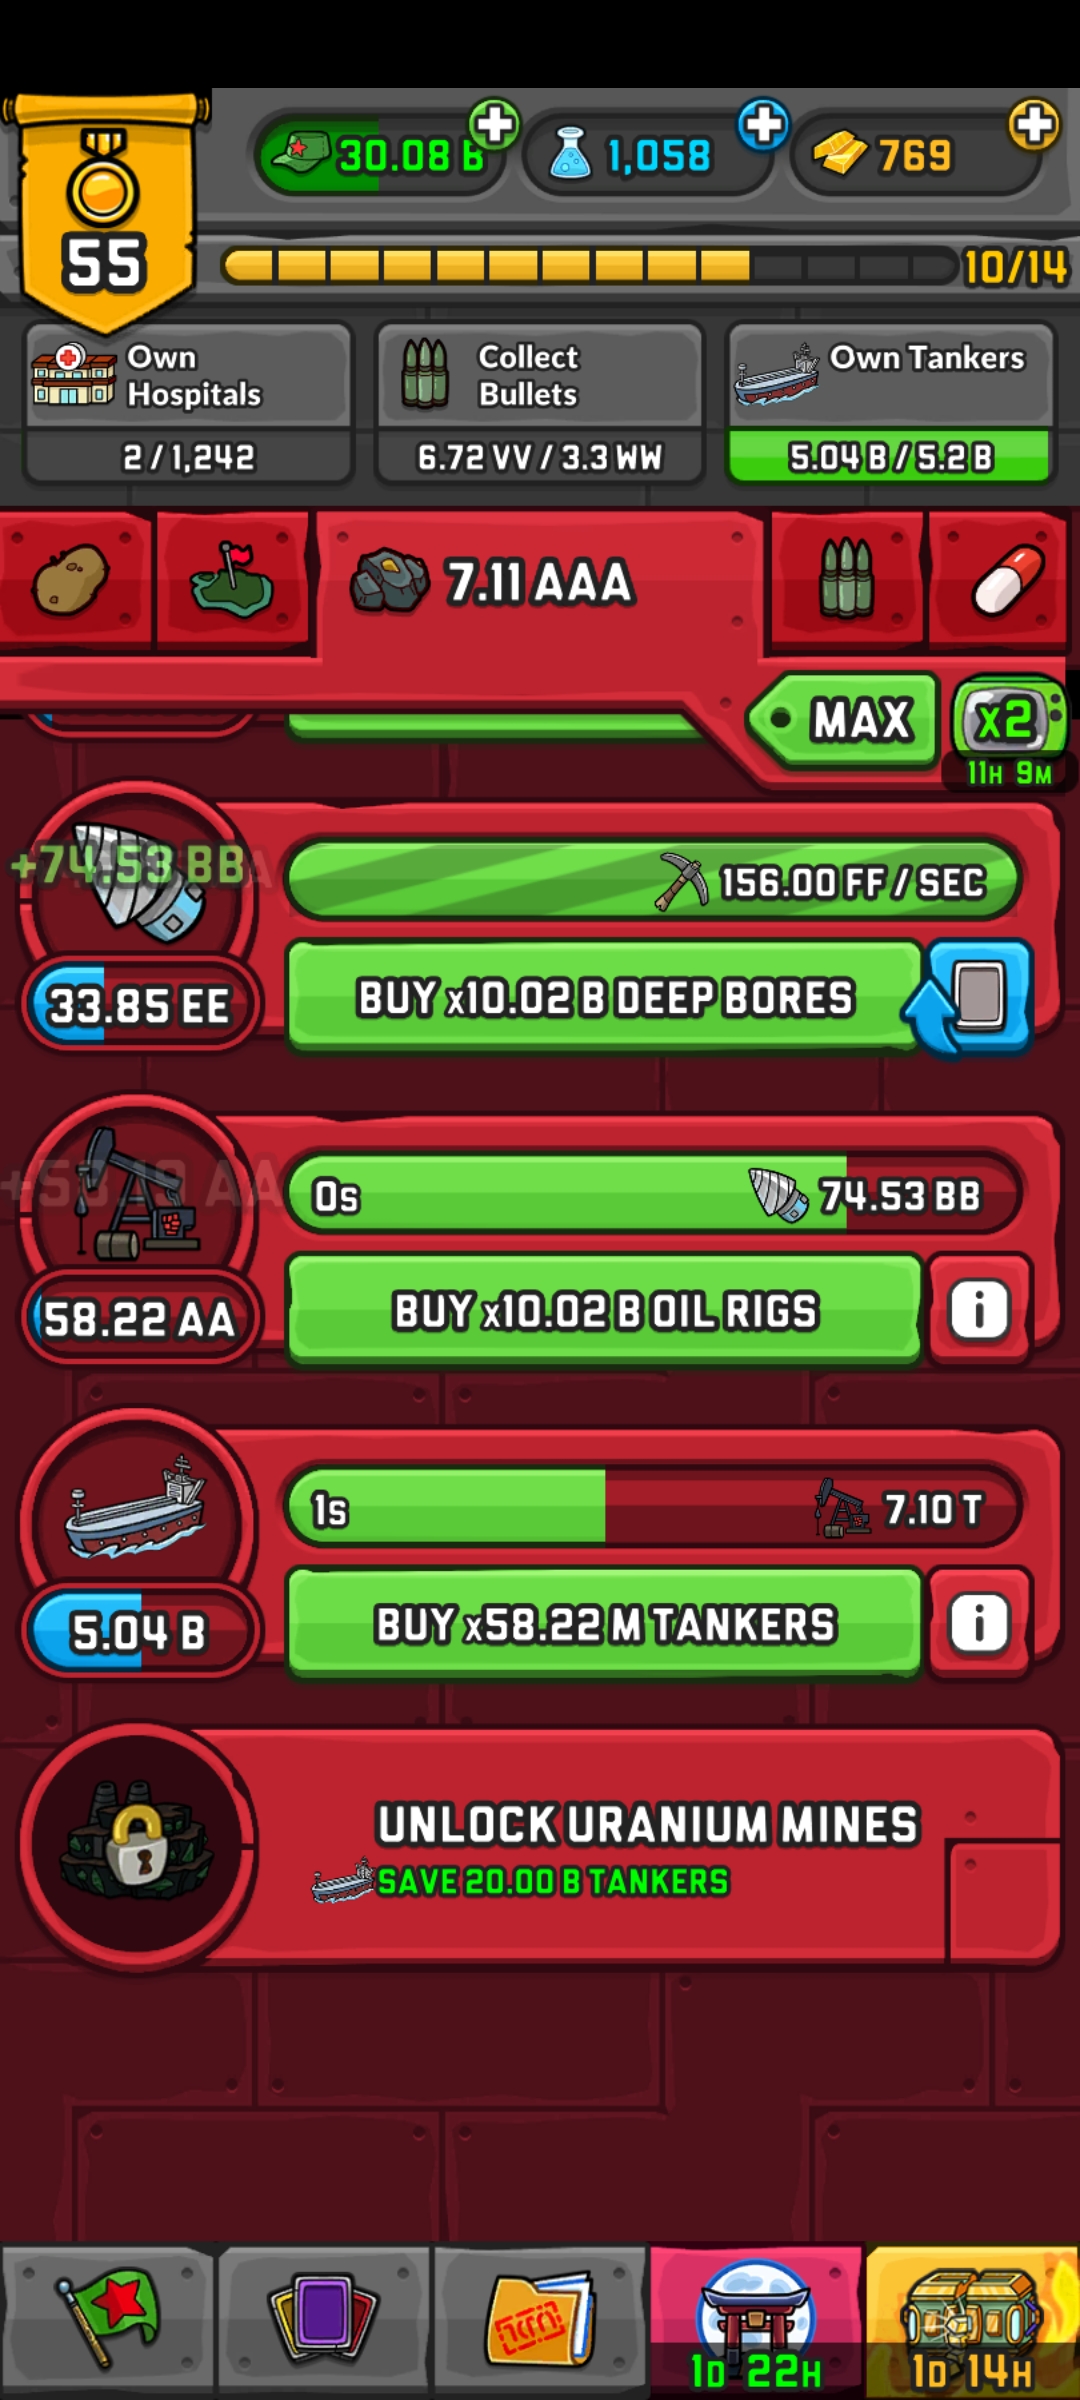 30.08 B
1,058
769
55
10/14
Own
Hospitals
2 / 1,242
Collect
Bullets
6.72 VV / 3.3 WW
Own Tankers
5.04 B / 5.2 B
7.11 AAA
MAX
x2
11H 9M
+74.53 BB
156.00 FF / SEC
33.85 EE
BUY x10.02 B DEEP BORES
0s
74.53 BB
58.22 AA
BUY x10.02 B OIL RIGS
1s
7.10 T
5.04 B
BUY x58.22 M TANKERS
UNLOCK URANIUM MINES
SAVE 20.00 B TANKERS
1D 22H
1D 14H